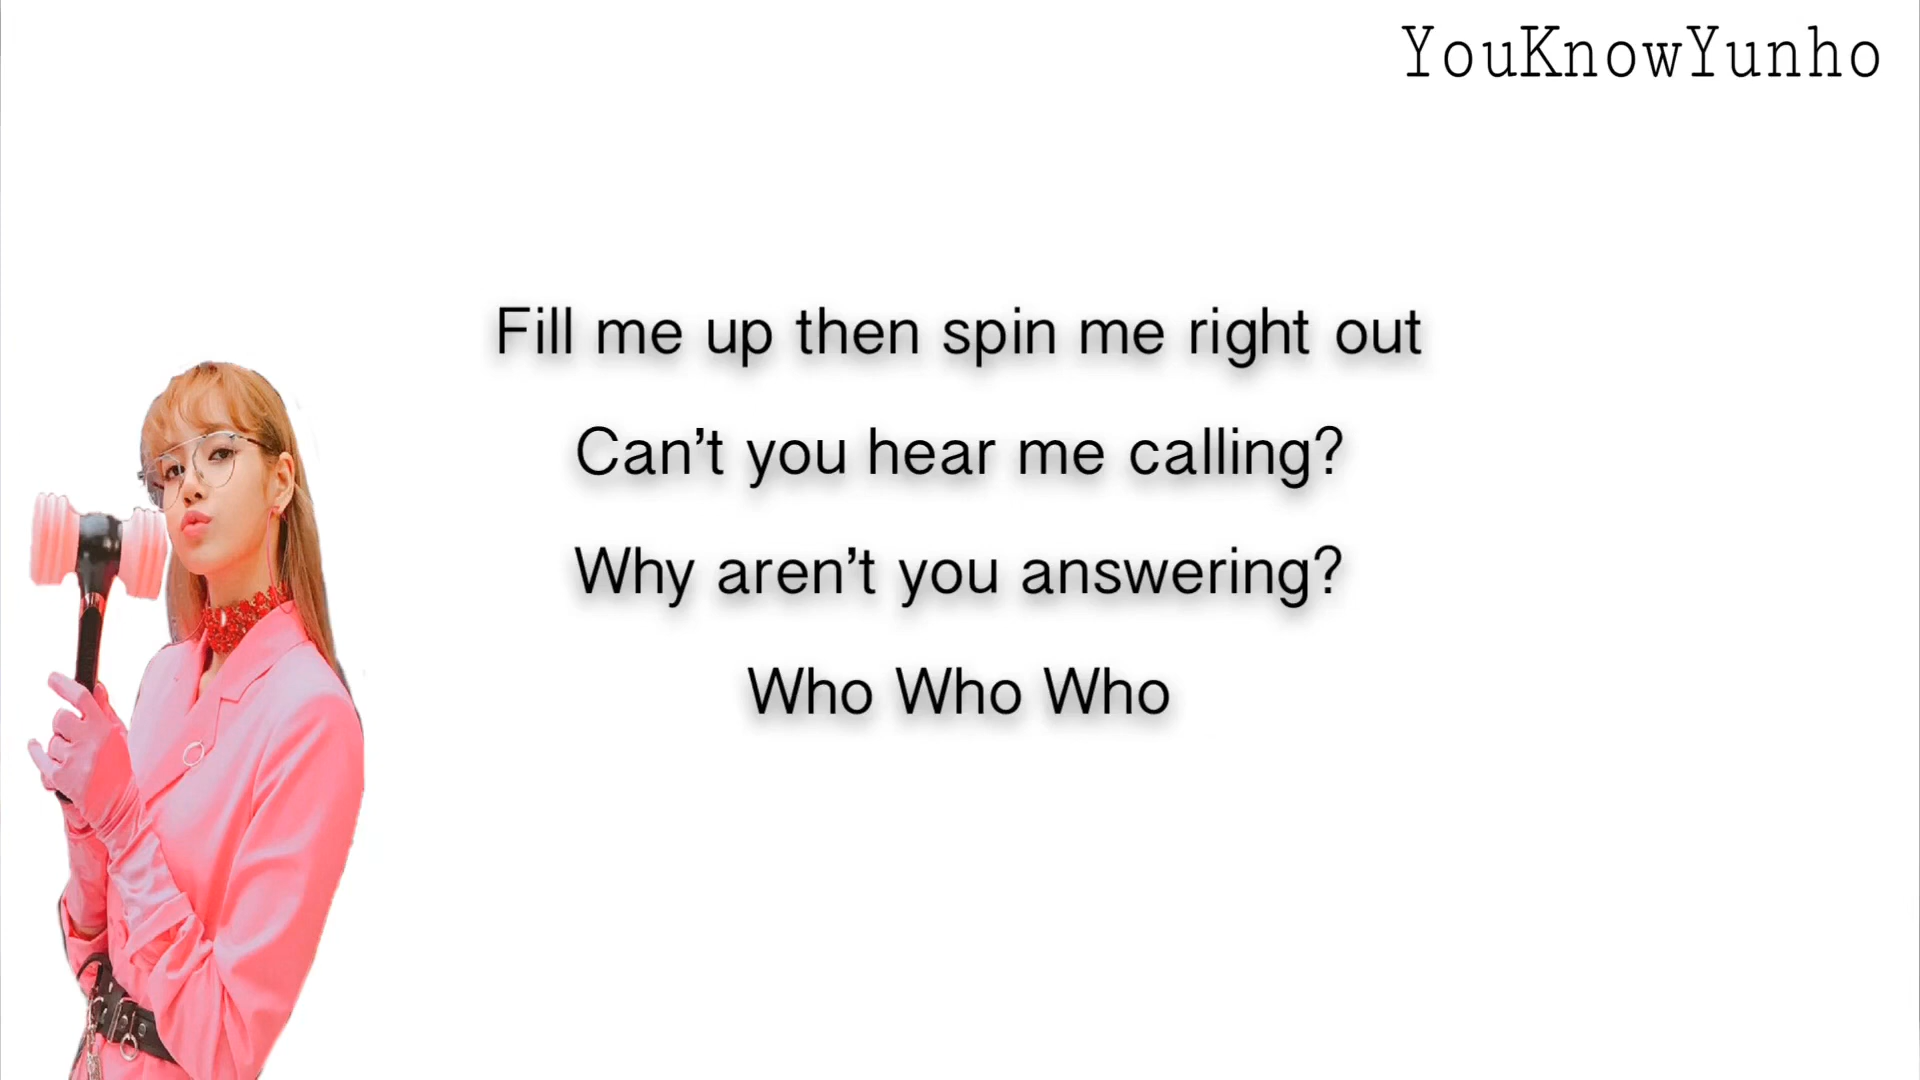 YouKnowYunho
Fill me up then spin me right out
Can’t you hear me calling?
Why aren’t you answering?
Who Who Who